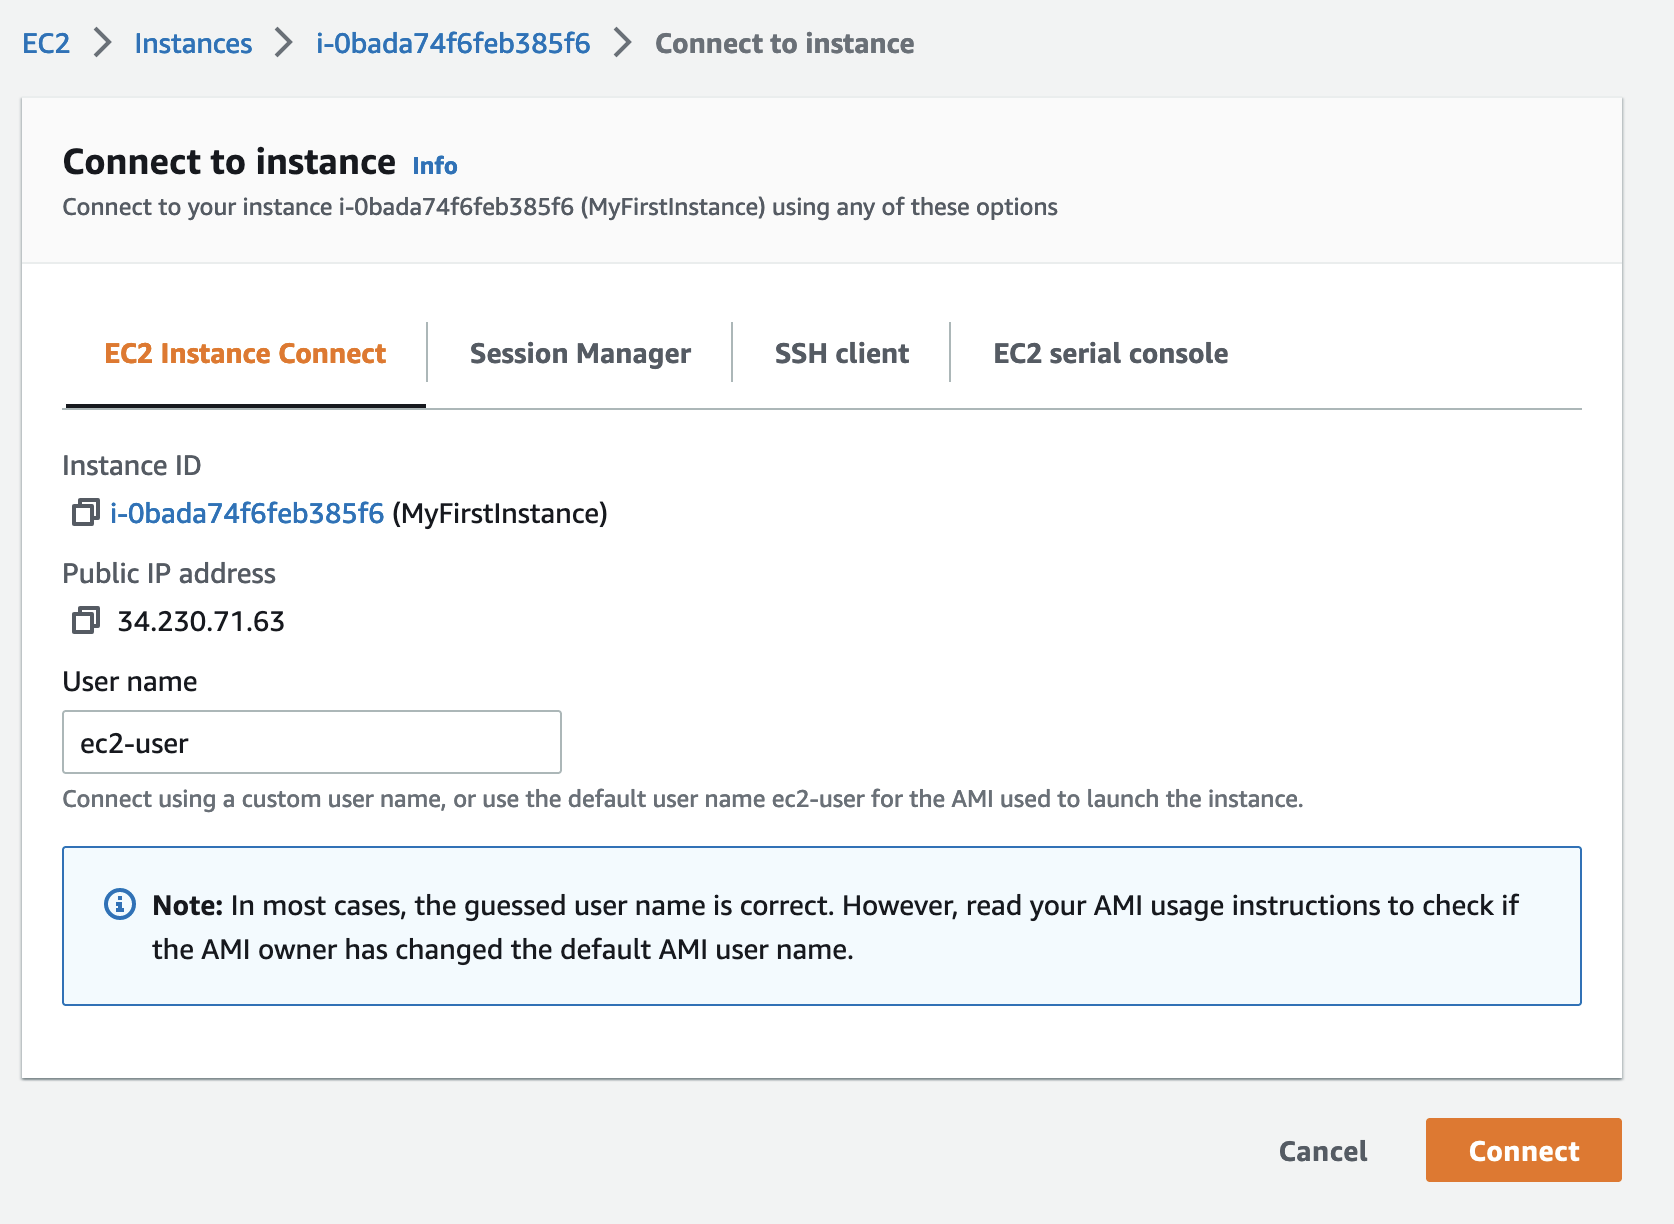 EC2 > Instances > i-0bada74f6feb385f6 > Connect to instance
Connect to instance Info
Connect to your instance i-0bada74f6feb385f6 (MyFirstInstance) using any of these options
EC2 Instance Connect Session Manager SSH client EC2 serial console
Instance ID
i-0bada74f6feb385f6 (MyFirstInstance)
Public IP address
34.230.71.63
User name
ec2-user
Connect using a custom user name, or use the default user name ec2-user for the AMI used to launch the instance.
Note: In most cases, the guessed user name is correct. However, read your AMI usage instructions to check if
the AMI owner has changed the default AMI user name.
Cancel Connect